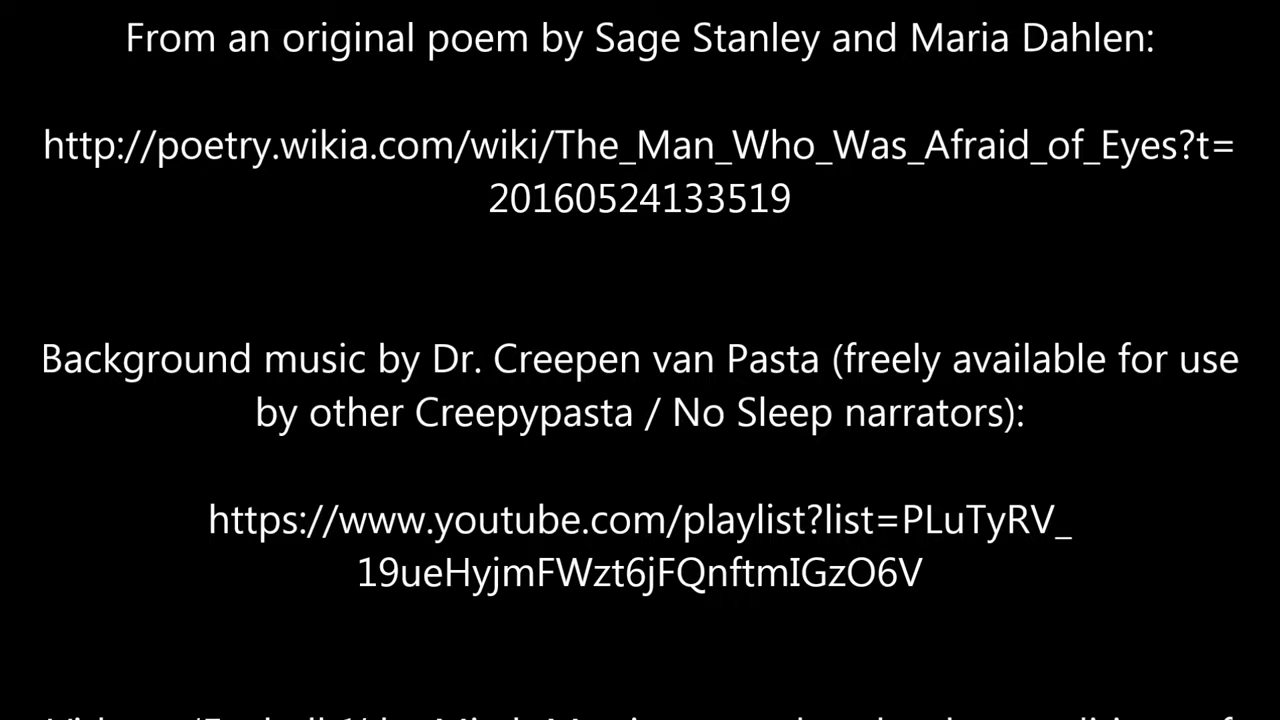 From an original poem by Sage Stanley and Maria Dahlen:
http://poetry.wikia.com/wiki/The_Man_Who_Was_Afraid_of_Eyes?t=
20160524133519
Background music by Dr. Creepen van Pasta (freely available for use
by other Creepypasta / No Sleep narrators):
https://www.youtube.com/playlist?list=PLuTyRV_
19ueHyjmFWzt6jFQnftmIGzO6V